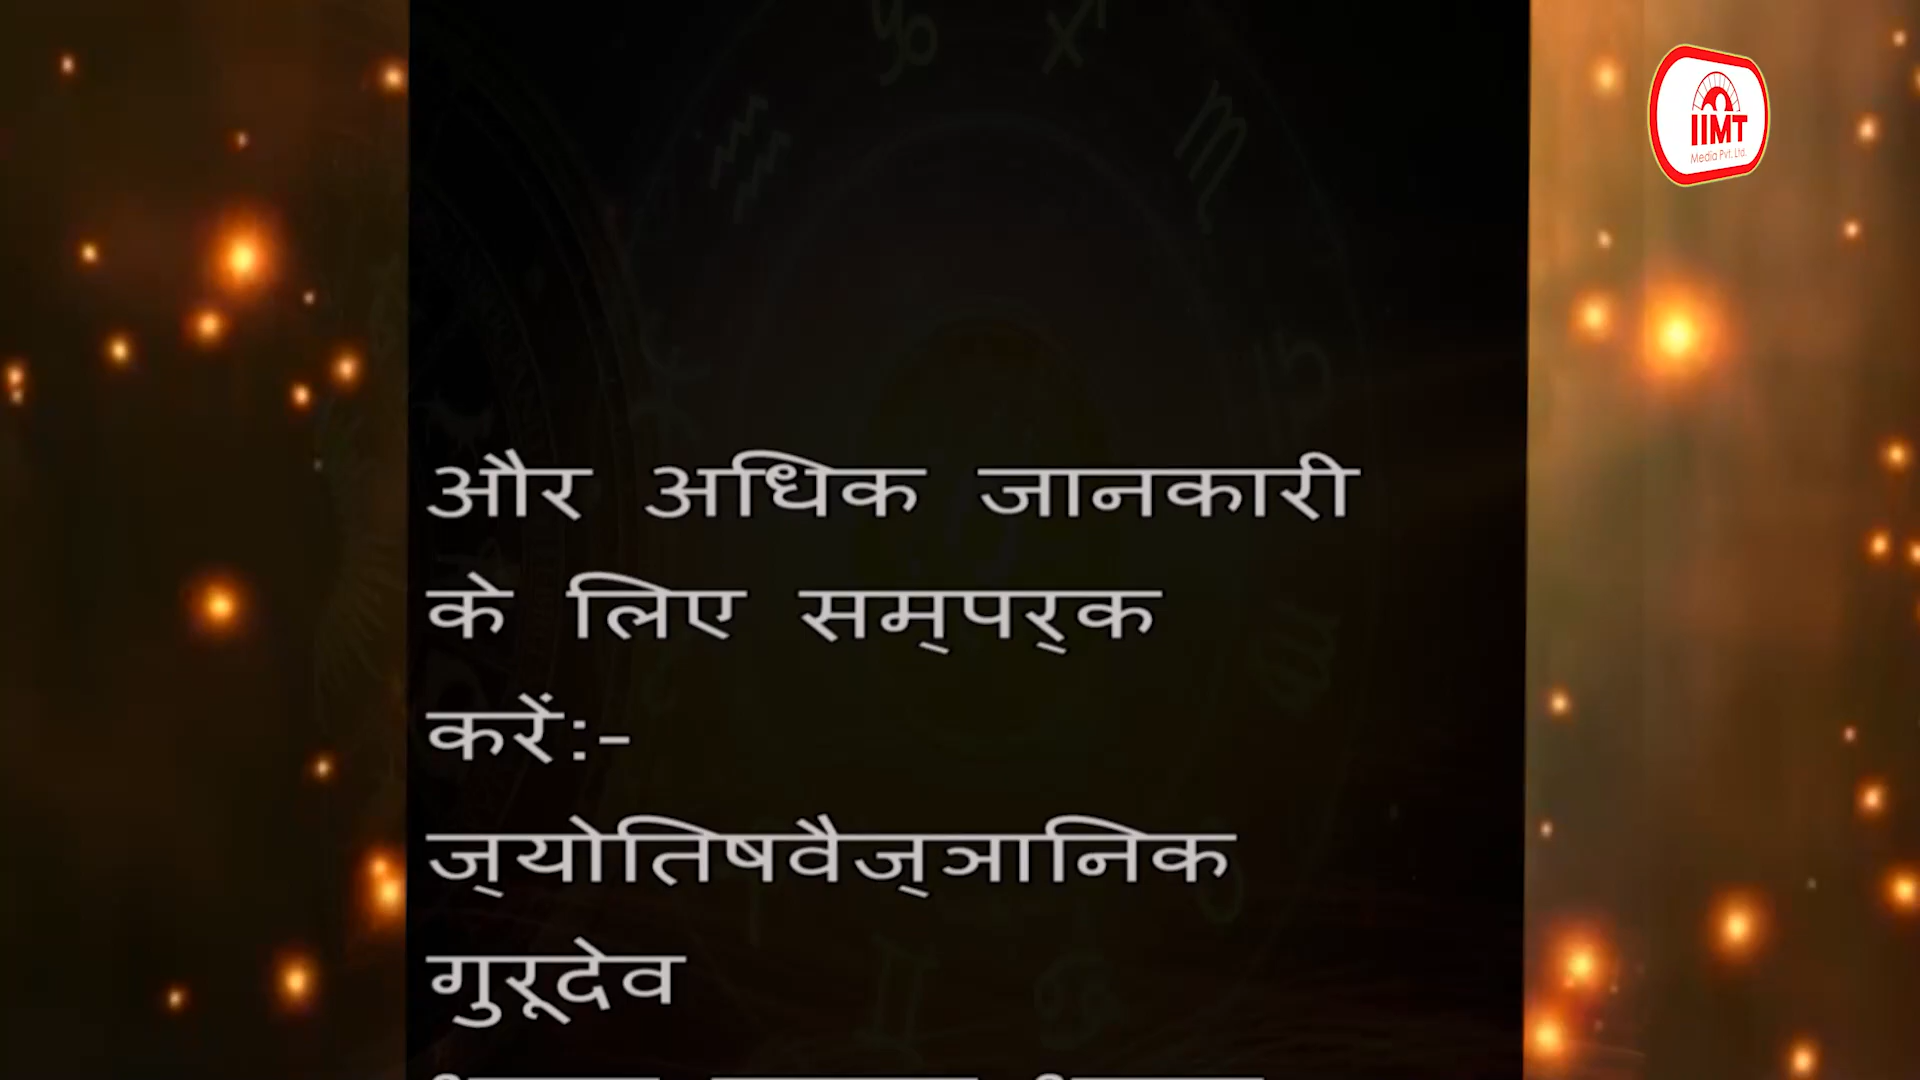 IIMT
Media Pvt. Ltd.
और अधिक जानकारी
के लिए सम्‌पर्‌क
करें:-
ज्‌योतिषवैज्‌ञानिक
गुरूदेव